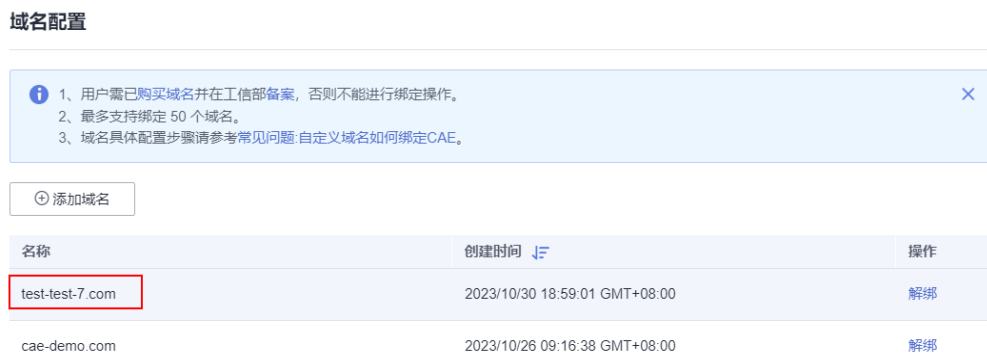 域名配置
1、用户需已购买域名并在工信部备案，否则不能进行绑定操作。
2、最多支持绑定 50 个域名。
3、域名具体配置步骤请参考常见问题:自定义域名如何绑定CAE。
添加域名
名称 创建时间 操作
test-test-7.com 2023/10/30 18:59:01 GMT+08:00 解绑
cae-demo.com 2023/10/26 09:16:38 GMT+08:00 解绑